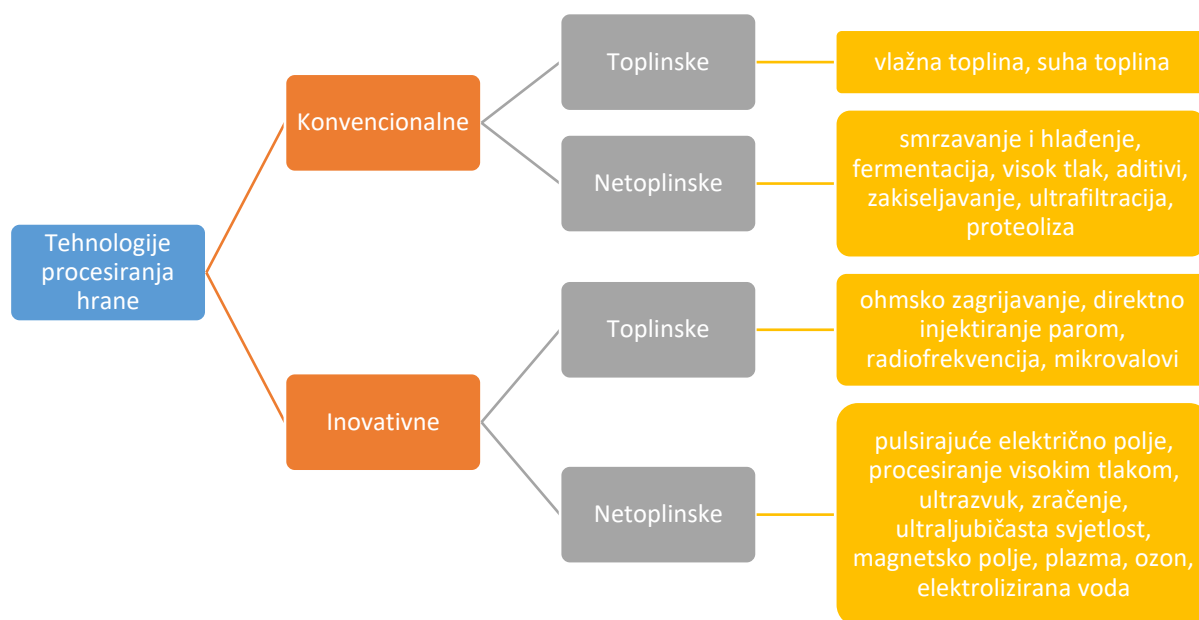 Tehnologije
procesiranja
hrane
Konvencionalne
Toplinske
vlažna toplina, suha toplina
Netoplinske
smrzavanje i hlađenje,
fermentacija, visok tlak, aditivi,
zakiseljavanje, ultrafiltracija,
proteoliza
Inovativne
Toplinske
ohmsko zagrijavanje, direktno
injektiranje parom,
radiofrekvencija, mikrovalovi
Netoplinske
pulsirajuće električno polje,
procesiranje visokim tlakom,
ultrazvuk, zračenje,
ultraljubičasta svjetlost,
magnetsko polje, plazma, ozon,
elektrolizirana voda